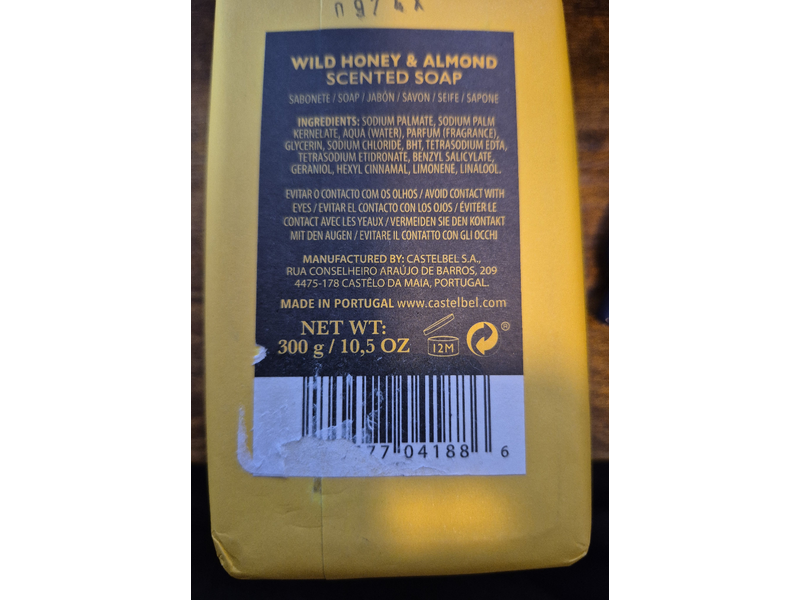 0974A
WILD HONEY & ALMOND
SCENTED SOAP
SABONETE / SOAP / JABÓN / SAVON / SEIFE / SAPONE
INGREDIENTS: SODIUM PALMATE, SODIUM PALM
KERNELATE, AQUA (WATER), PARFUM (FRAGRANCE),
GLYCERIN, SODIUM CHLORIDE, BHT, TETRASODIUM EDTA,
TETRASODIUM ETIDRONATE, BENZYL SALICYLATE,
GERANIOL, HEXYL CINNAMAL, LIMONENE, LINALOOL.
EVITAR O CONTACTO COM OS OLHOS / AVOID CONTACT WITH
EYES / EVITAR EL CONTACTO CON LOS OJOS / ÉVITER LE
CONTACT AVEC LES YEAUX / VERMEIDEN SIE DEN KONTAKT
MIT DEN AUGEN / EVITARE IL CONTATTO CON GLI OCCHI
MANUFACTURED BY: CASTELBEL S.A.,
RUA CONSELHEIRO ARAÚJO DE BARROS, 209
4475-178 CASTÊLO DA MAIA, PORTUGAL.
MADE IN PORTUGAL www.castelbel.com
NET WT:
300 g / 10,5 OZ
12M
®
77 04188 6